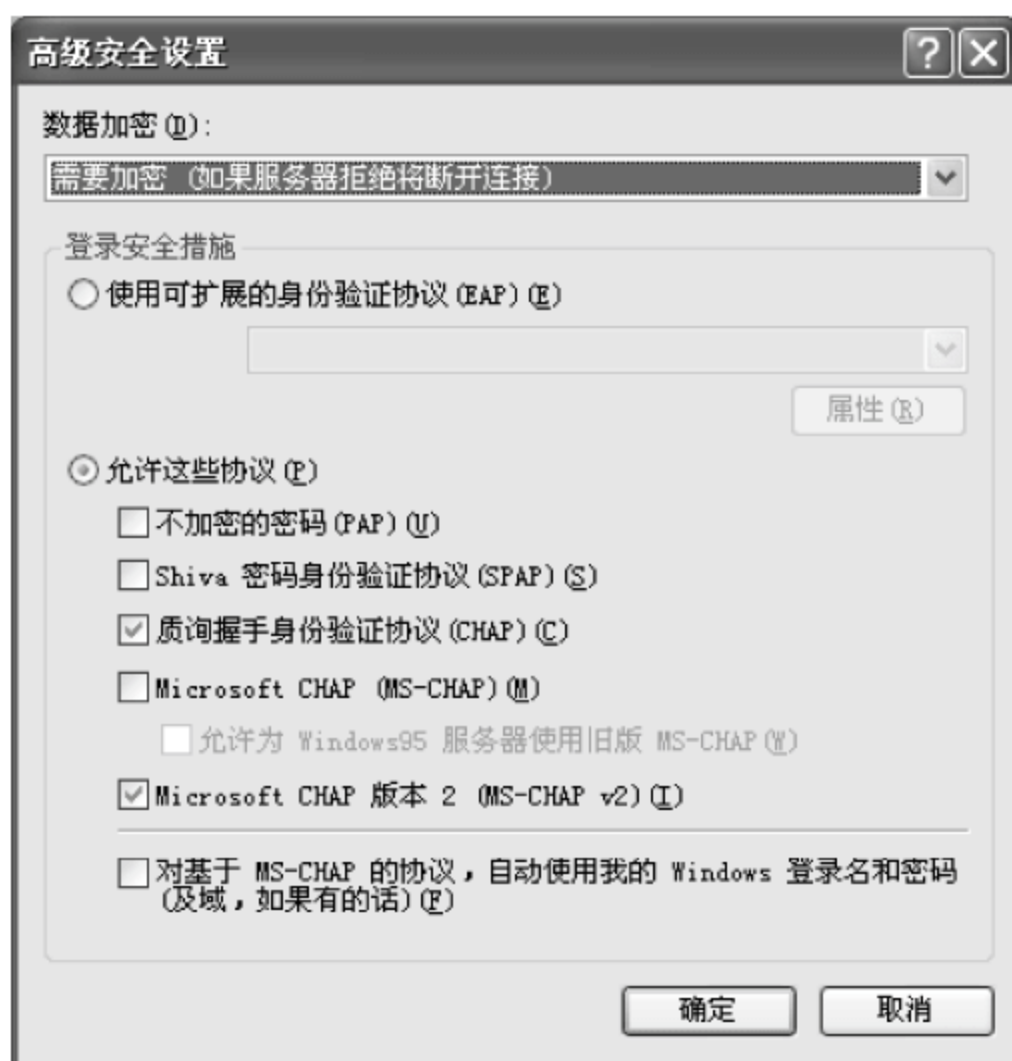 高级安全设置
数据加密(D):
需要加密 (如果服务器拒绝将断开连接)
登录安全措施
使用可扩展的身份验证协议(EAP)(E)
属性(R)
允许这些协议(P)
不加密的密码(PAP)(U)
Shiva 密码身份验证协议(SPAP)(S)
质询握手身份验证协议(CHAP)(C)
Microsoft CHAP (MS-CHAP)(M)
允许为 Windows95 服务器使用旧版 MS-CHAP(W)
Microsoft CHAP 版本 2 (MS-CHAP v2)(I)
对基于 MS-CHAP 的协议，自动使用我的 Windows 登录名和密码
(及域，如果有的话)(F)
确定 取消